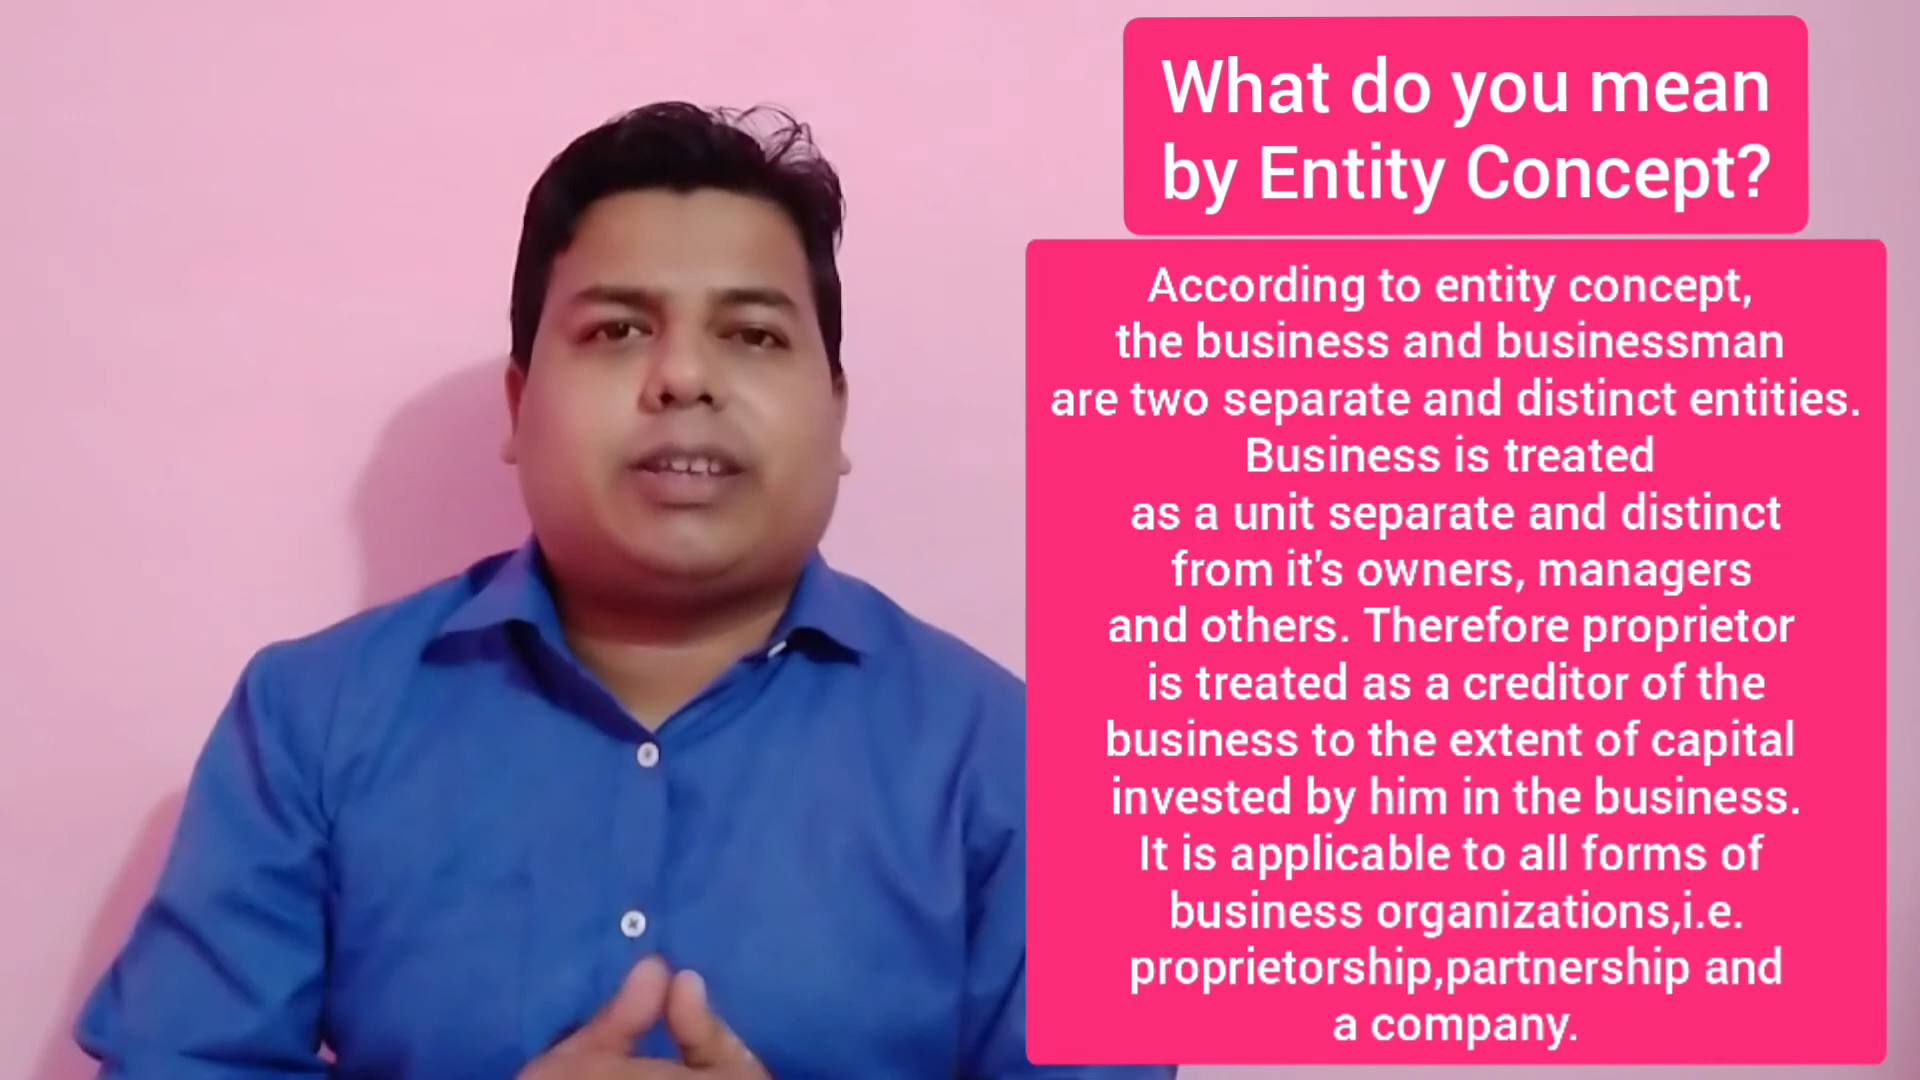 What do you mean
by Entity Concept?
According to entity concept,
the business and businessman
are two separate and distinct entities.
Business is treated
as a unit separate and distinct
from it's owners, managers
and others. Therefore proprietor
is treated as a creditor of the
business to the extent of capital
invested by him in the business.
It is applicable to all forms of
business organizations,i.e.
proprietorship,partnership and
a company.